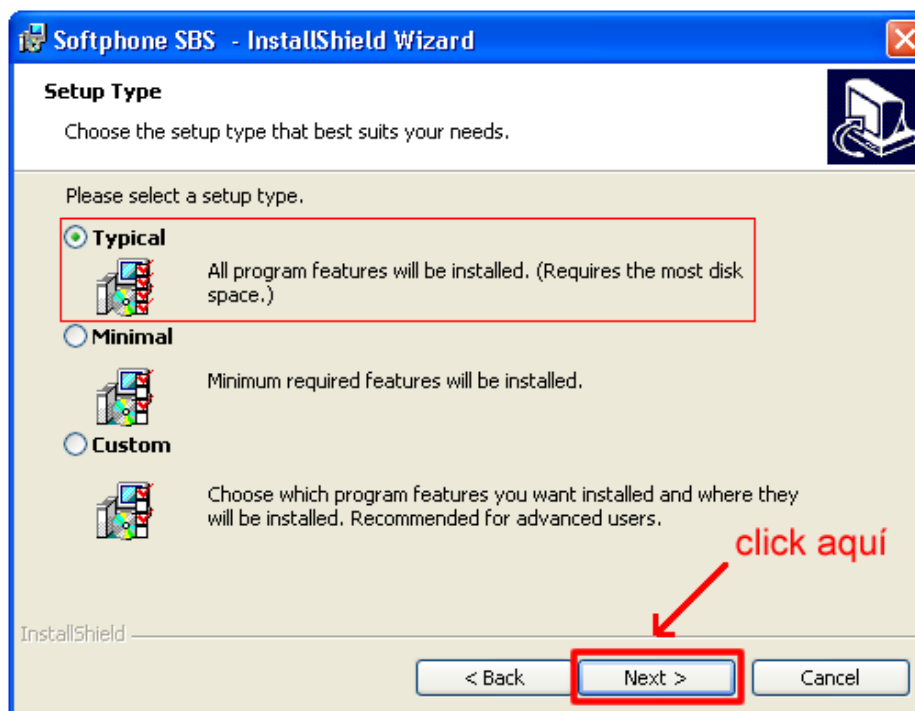 Softphone SBS - InstallShield Wizard
Setup Type
Choose the setup type that best suits your needs.
Please select a setup type.
Typical
All program features will be installed. (Requires the most disk
space.)
Minimal
Minimum required features will be installed.
Custom
Choose which program features you want installed and where they
will be installed. Recommended for advanced users.
click aquí
InstallShield
< Back
Next >
Cancel